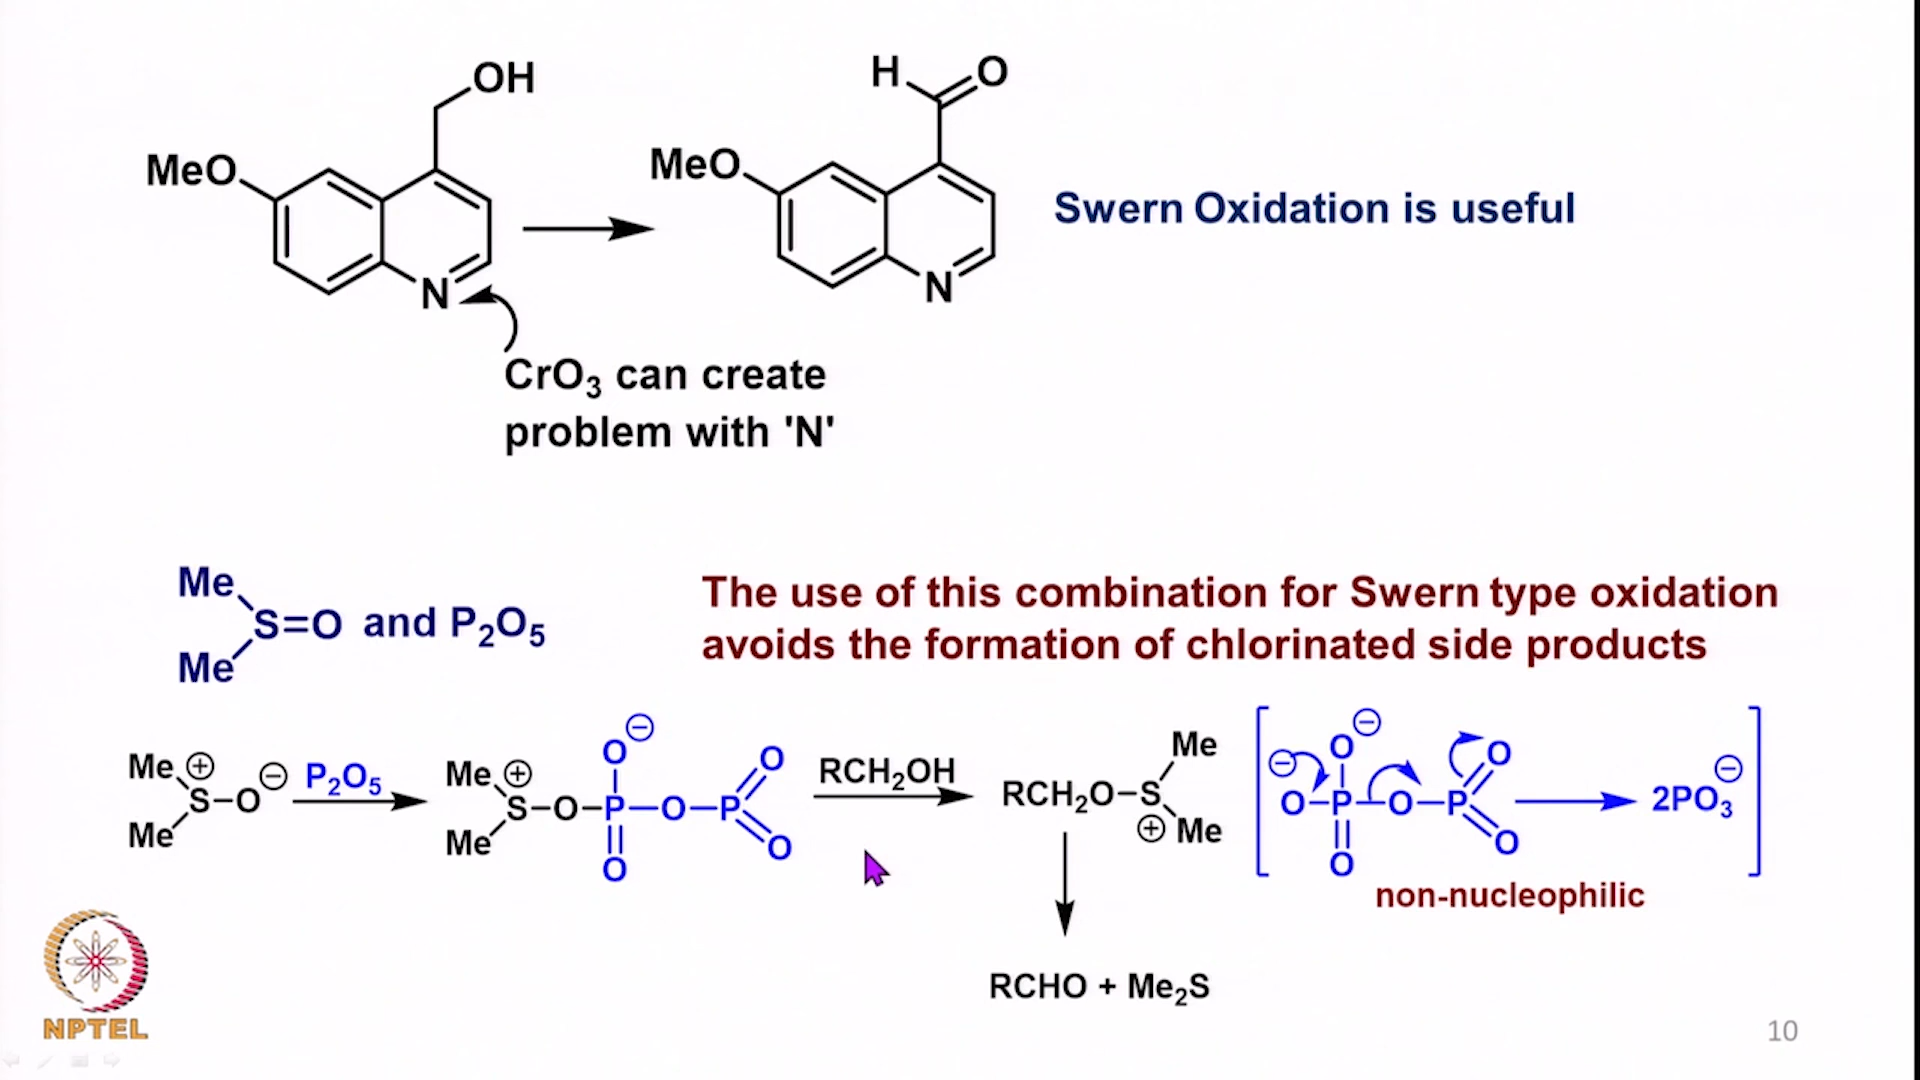 OH
MeO
N
H
O
MeO
N
Swern Oxidation is useful
CrO₃ can create
problem with 'N'
Me
S=O and P₂O₅
Me
The use of this combination for Swern type oxidation
avoids the formation of chlorinated side products
Me ⊕
S–O ⊖
Me
P₂O₅
Me ⊕
S–O–P–O–P
Me
O ⊖
O
O
O
RCH₂OH
RCH₂O–S
Me
⊕ Me
⊖
O ⊖
O–P–O–P
O
O
O
2PO₃ ⊖
non-nucleophilic
RCHO + Me₂S
NPTEL
10